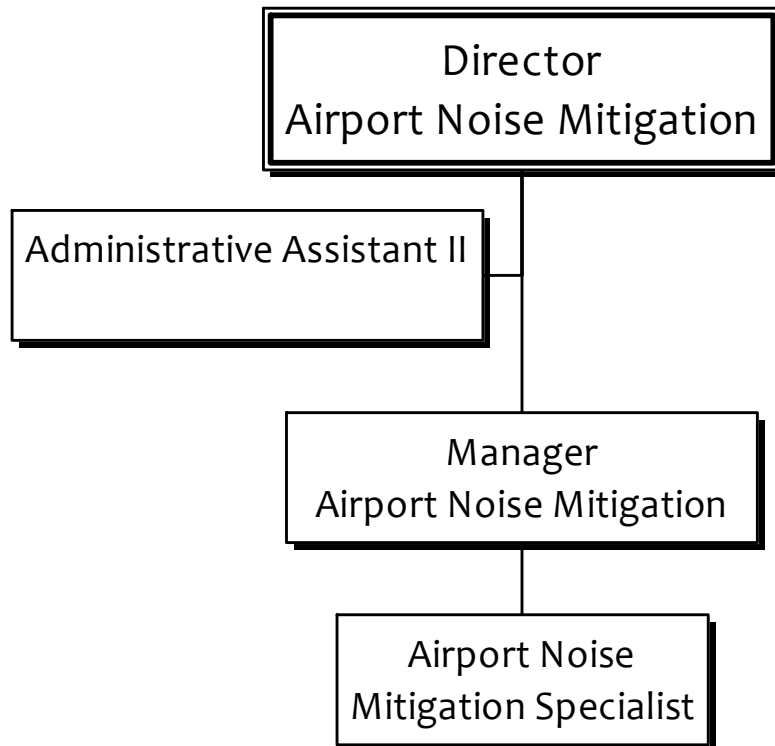 Director
Airport Noise Mitigation
Administrative Assistant II
Manager
Airport Noise Mitigation
Airport Noise
Mitigation Specialist